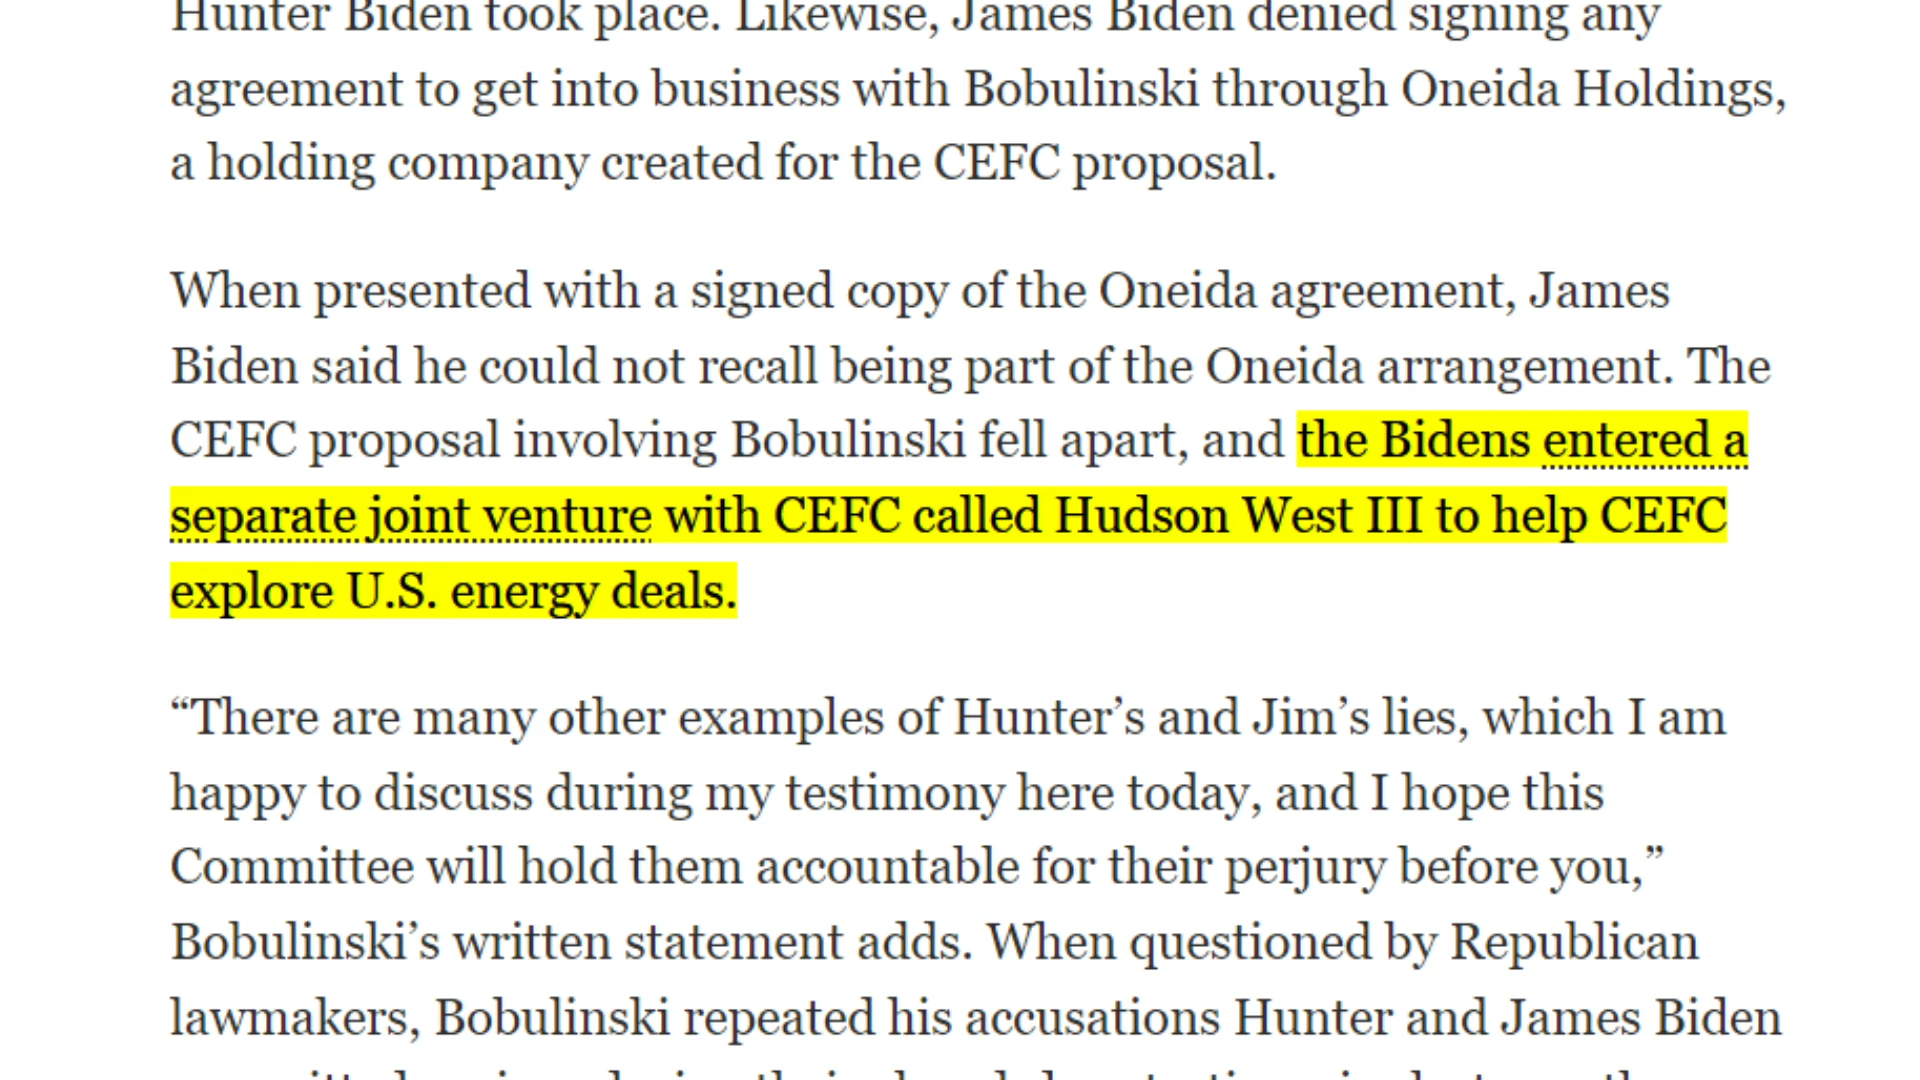 Hunter Biden took place. Likewise, James Biden denied signing any
agreement to get into business with Bobulinski through Oneida Holdings,
a holding company created for the CEFC proposal.
When presented with a signed copy of the Oneida agreement, James
Biden said he could not recall being part of the Oneida arrangement. The
CEFC proposal involving Bobulinski fell apart, and the Bidens entered a
separate joint venture with CEFC called Hudson West III to help CEFC
explore U.S. energy deals.
“There are many other examples of Hunter’s and Jim’s lies, which I am
happy to discuss during my testimony here today, and I hope this
Committee will hold them accountable for their perjury before you,”
Bobulinski’s written statement adds. When questioned by Republican
lawmakers, Bobulinski repeated his accusations Hunter and James Biden